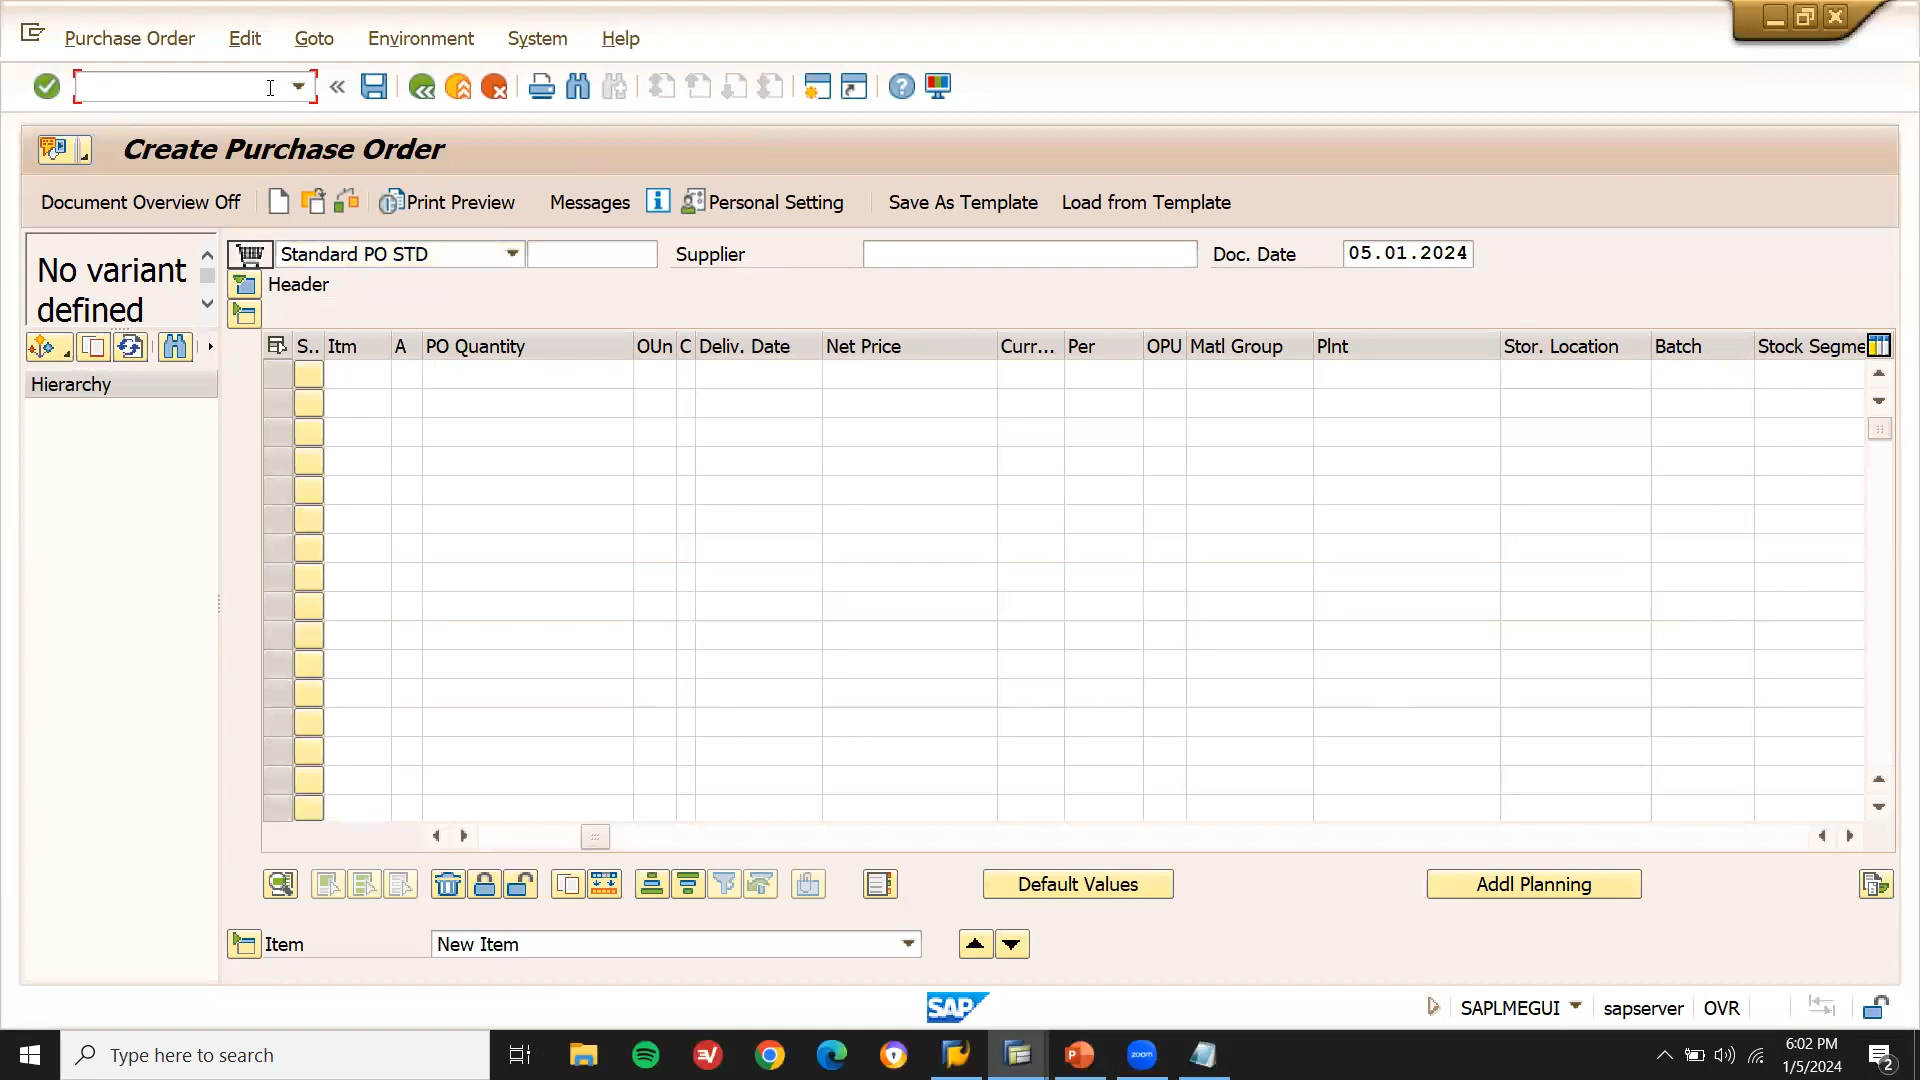 Purchase Order Edit Goto Environment System Help
Create Purchase Order
Document Overview Off Print Preview Messages Personal Setting Save As Template Load from Template
No variant defined
Standard PO STD Supplier Doc. Date 05.01.2024
Header
S.. Itm A PO Quantity OUn C Deliv. Date Net Price Curr... Per OPU Matl Group Plnt Stor. Location Batch Stock Segme
Hierarchy
Default Values Addl Planning
Item New Item
SAP SAPLMEGUI sapserver OVR
Type here to search
EV
zoom
6:02 PM
1/5/2024
2